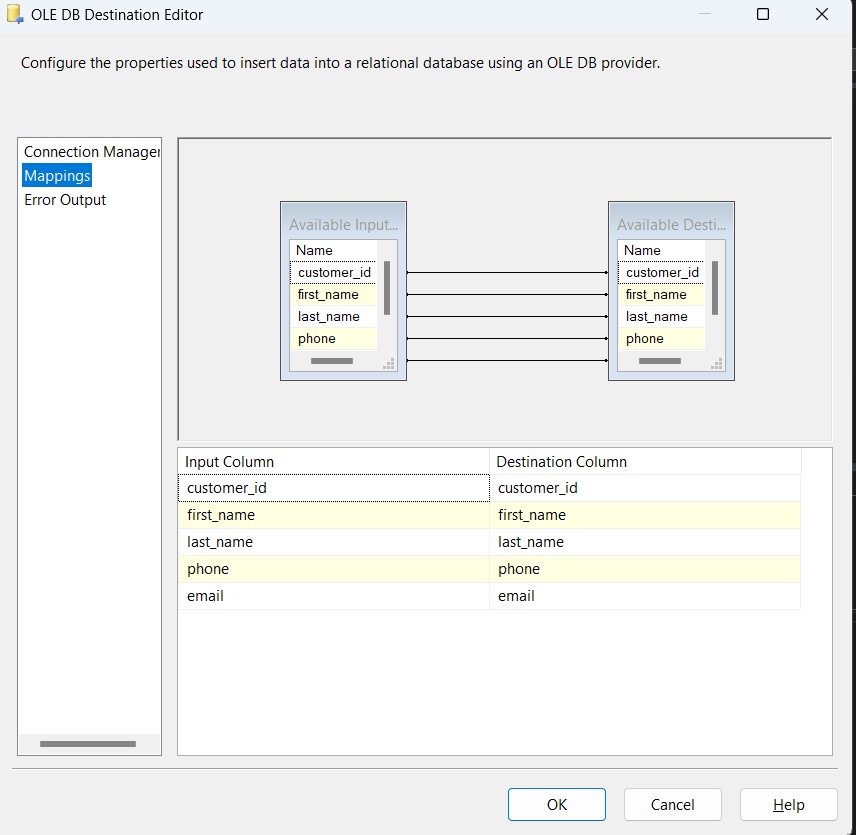 OLE DB Destination Editor
Configure the properties used to insert data into a relational database using an OLE DB provider.
Connection Manager
Mappings
Error Output
Available Input...
Name
customer_id
first_name
last_name
phone
Available Desti...
Name
customer_id
first_name
last_name
phone
Input Column Destination Column
customer_id customer_id
first_name first_name
last_name last_name
phone phone
email email
OK Cancel Help